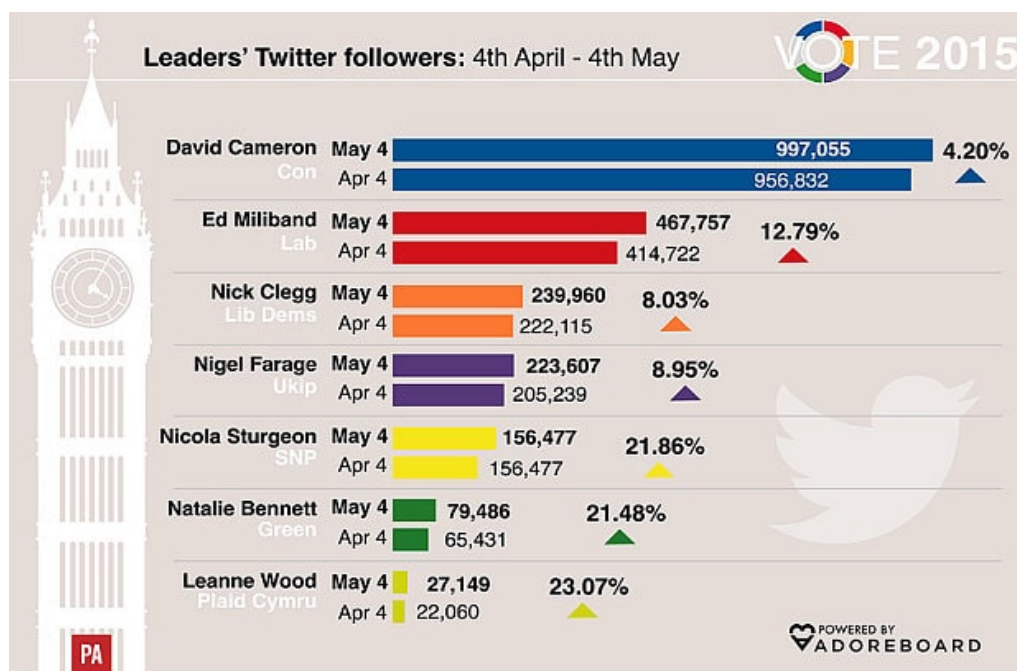 Leaders' Twitter followers: 4th April - 4th May
VOTE 2015
David Cameron May 4 997,055 4.20%
Con Apr 4 956,832
Ed Miliband May 4 467,757 12.79%
Lab Apr 4 414,722
Nick Clegg May 4 239,960 8.03%
Lib Dems Apr 4 222,115
Nigel Farage May 4 223,607 8.95%
Ukip Apr 4 205,239
Nicola Sturgeon May 4 156,477 21.86%
SNP Apr 4 156,477
Natalie Bennett May 4 79,486 21.48%
Green Apr 4 65,431
Leanne Wood May 4 27,149 23.07%
Plaid Cymru Apr 4 22,060
PA
POWERED BY
ADOREBOARD